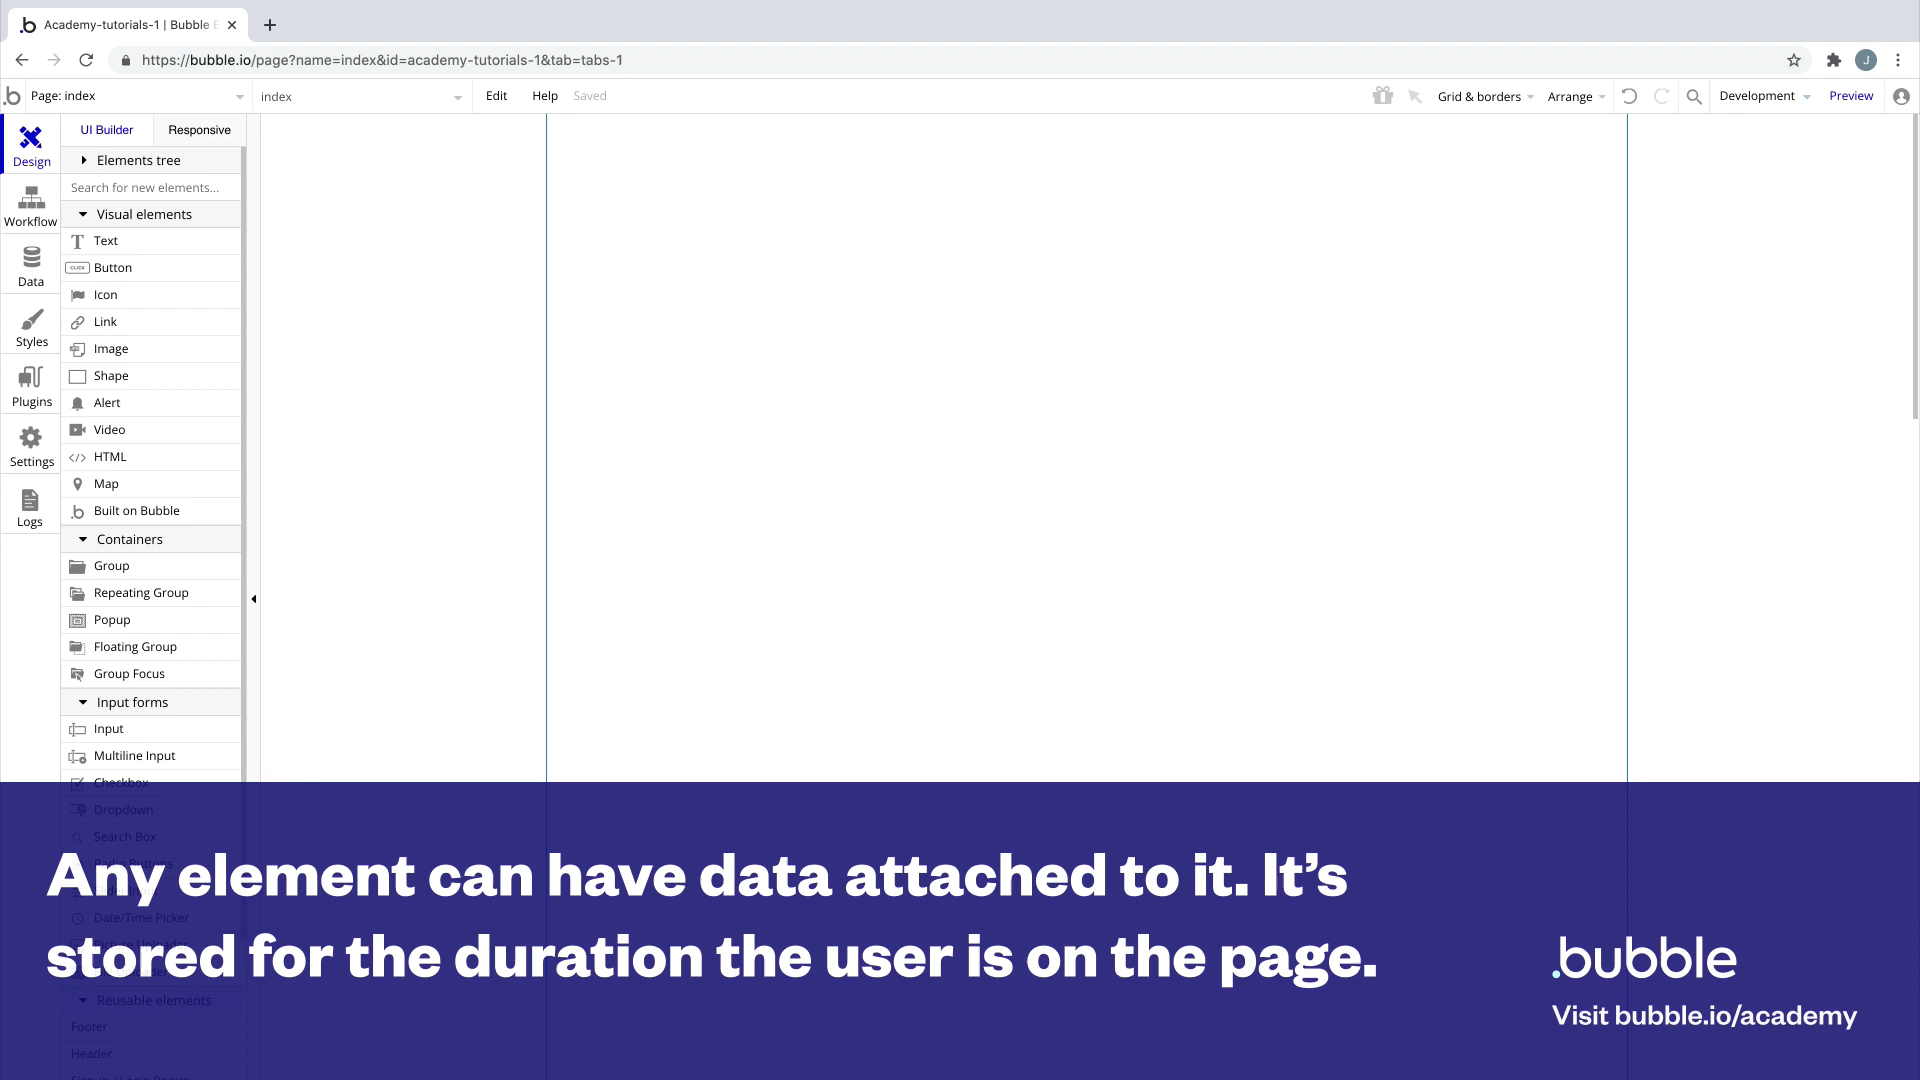 Academy-tutorials-1 | Bubble E
https://bubble.io/page?name=index&id=academy-tutorials-1&tab=tabs-1
J
Page: index
index
Edit
Help
Saved
Grid & borders
Arrange
Development
Preview
UI Builder
Responsive
Design
Workflow
Data
Styles
Plugins
Settings
Logs
Elements tree
Search for new elements...
Visual elements
Text
CLICK
Button
Icon
Link
Image
Shape
Alert
Video
HTML
Map
Built on Bubble
Containers
Group
Repeating Group
Popup
Floating Group
Group Focus
Input forms
Input
Multiline Input
Checkbox
Dropdown
Search Box
Date/Time Picker
Reusable elements
Footer
Header
Any element can have data attached to it. It’s
stored for the duration the user is on the page.
.bubble
Visit bubble.io/academy